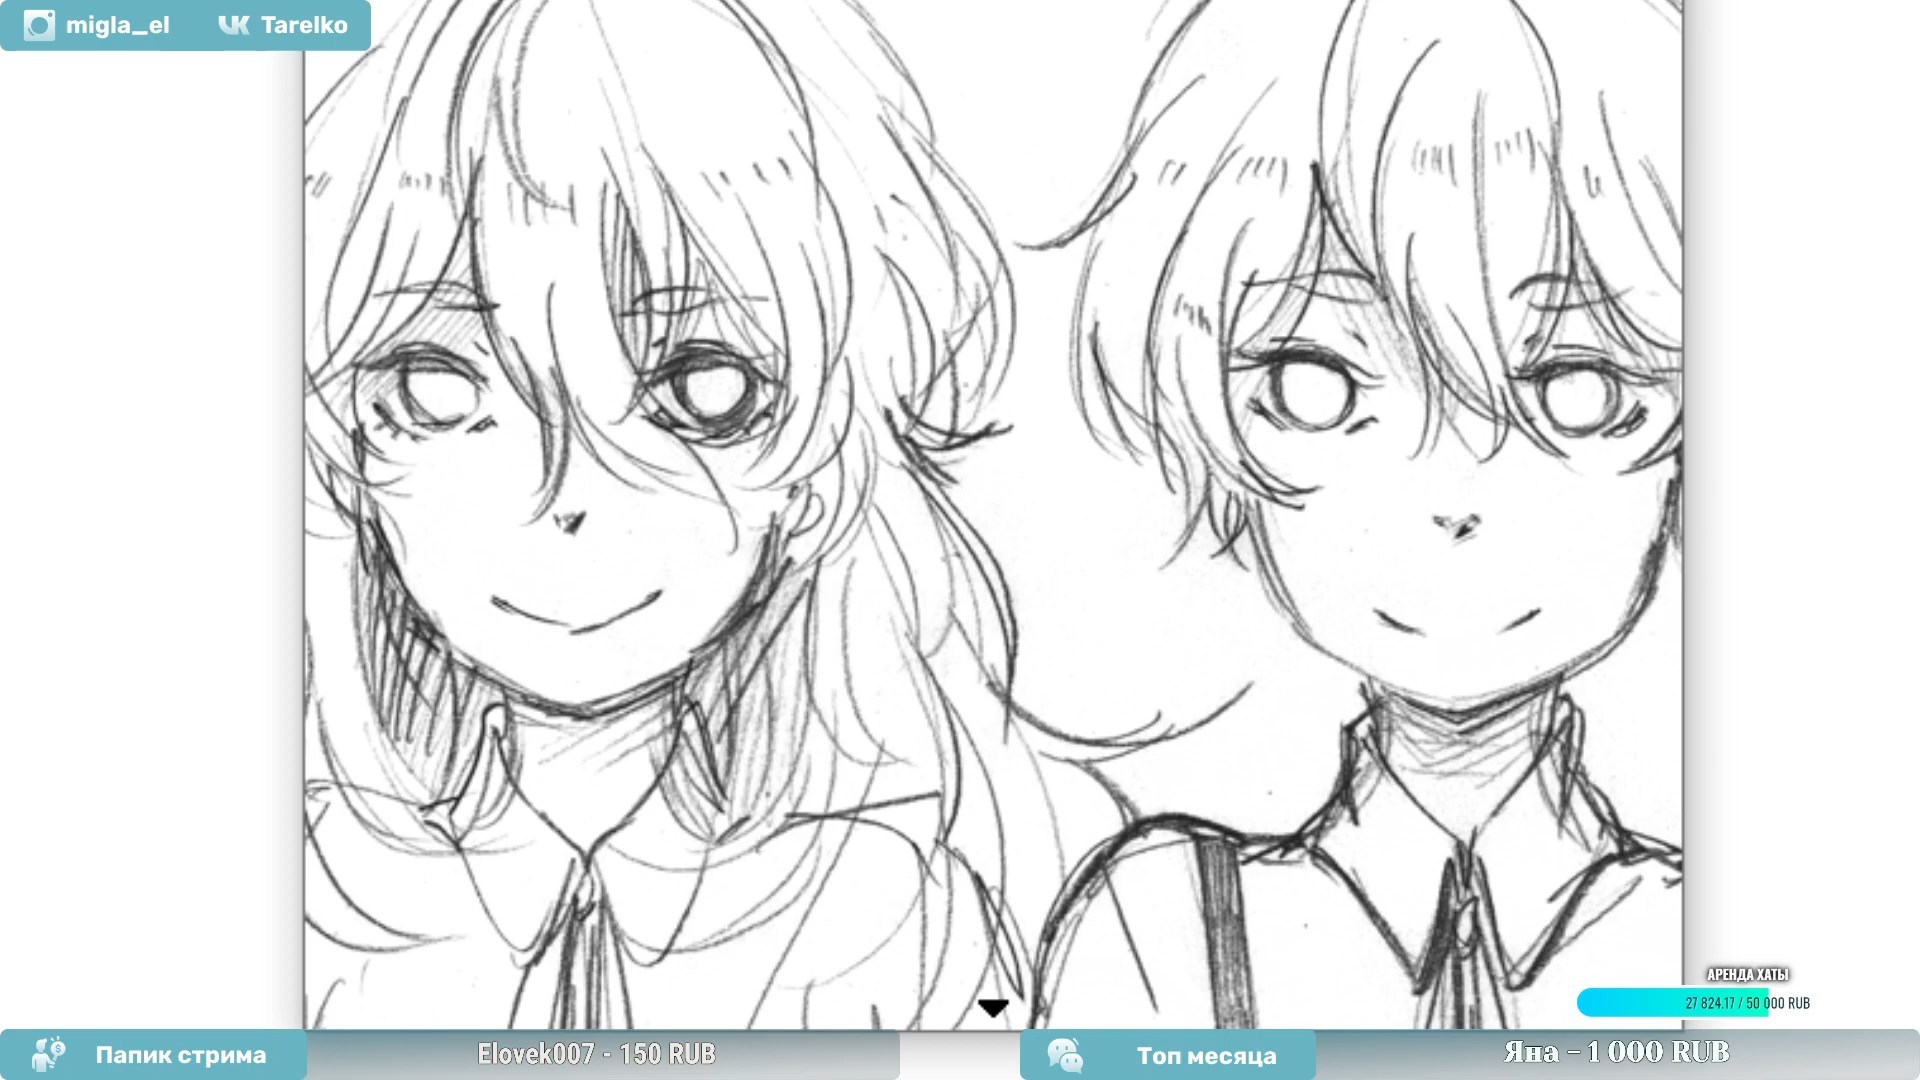 migla_el
VK Tarelko
АРЕНДА ХАТЫ
27 824.17 / 50 000 RUB
Папик стрима
Elovek007 - 150 RUB
Топ месяца
Яна - 1 000 RUB